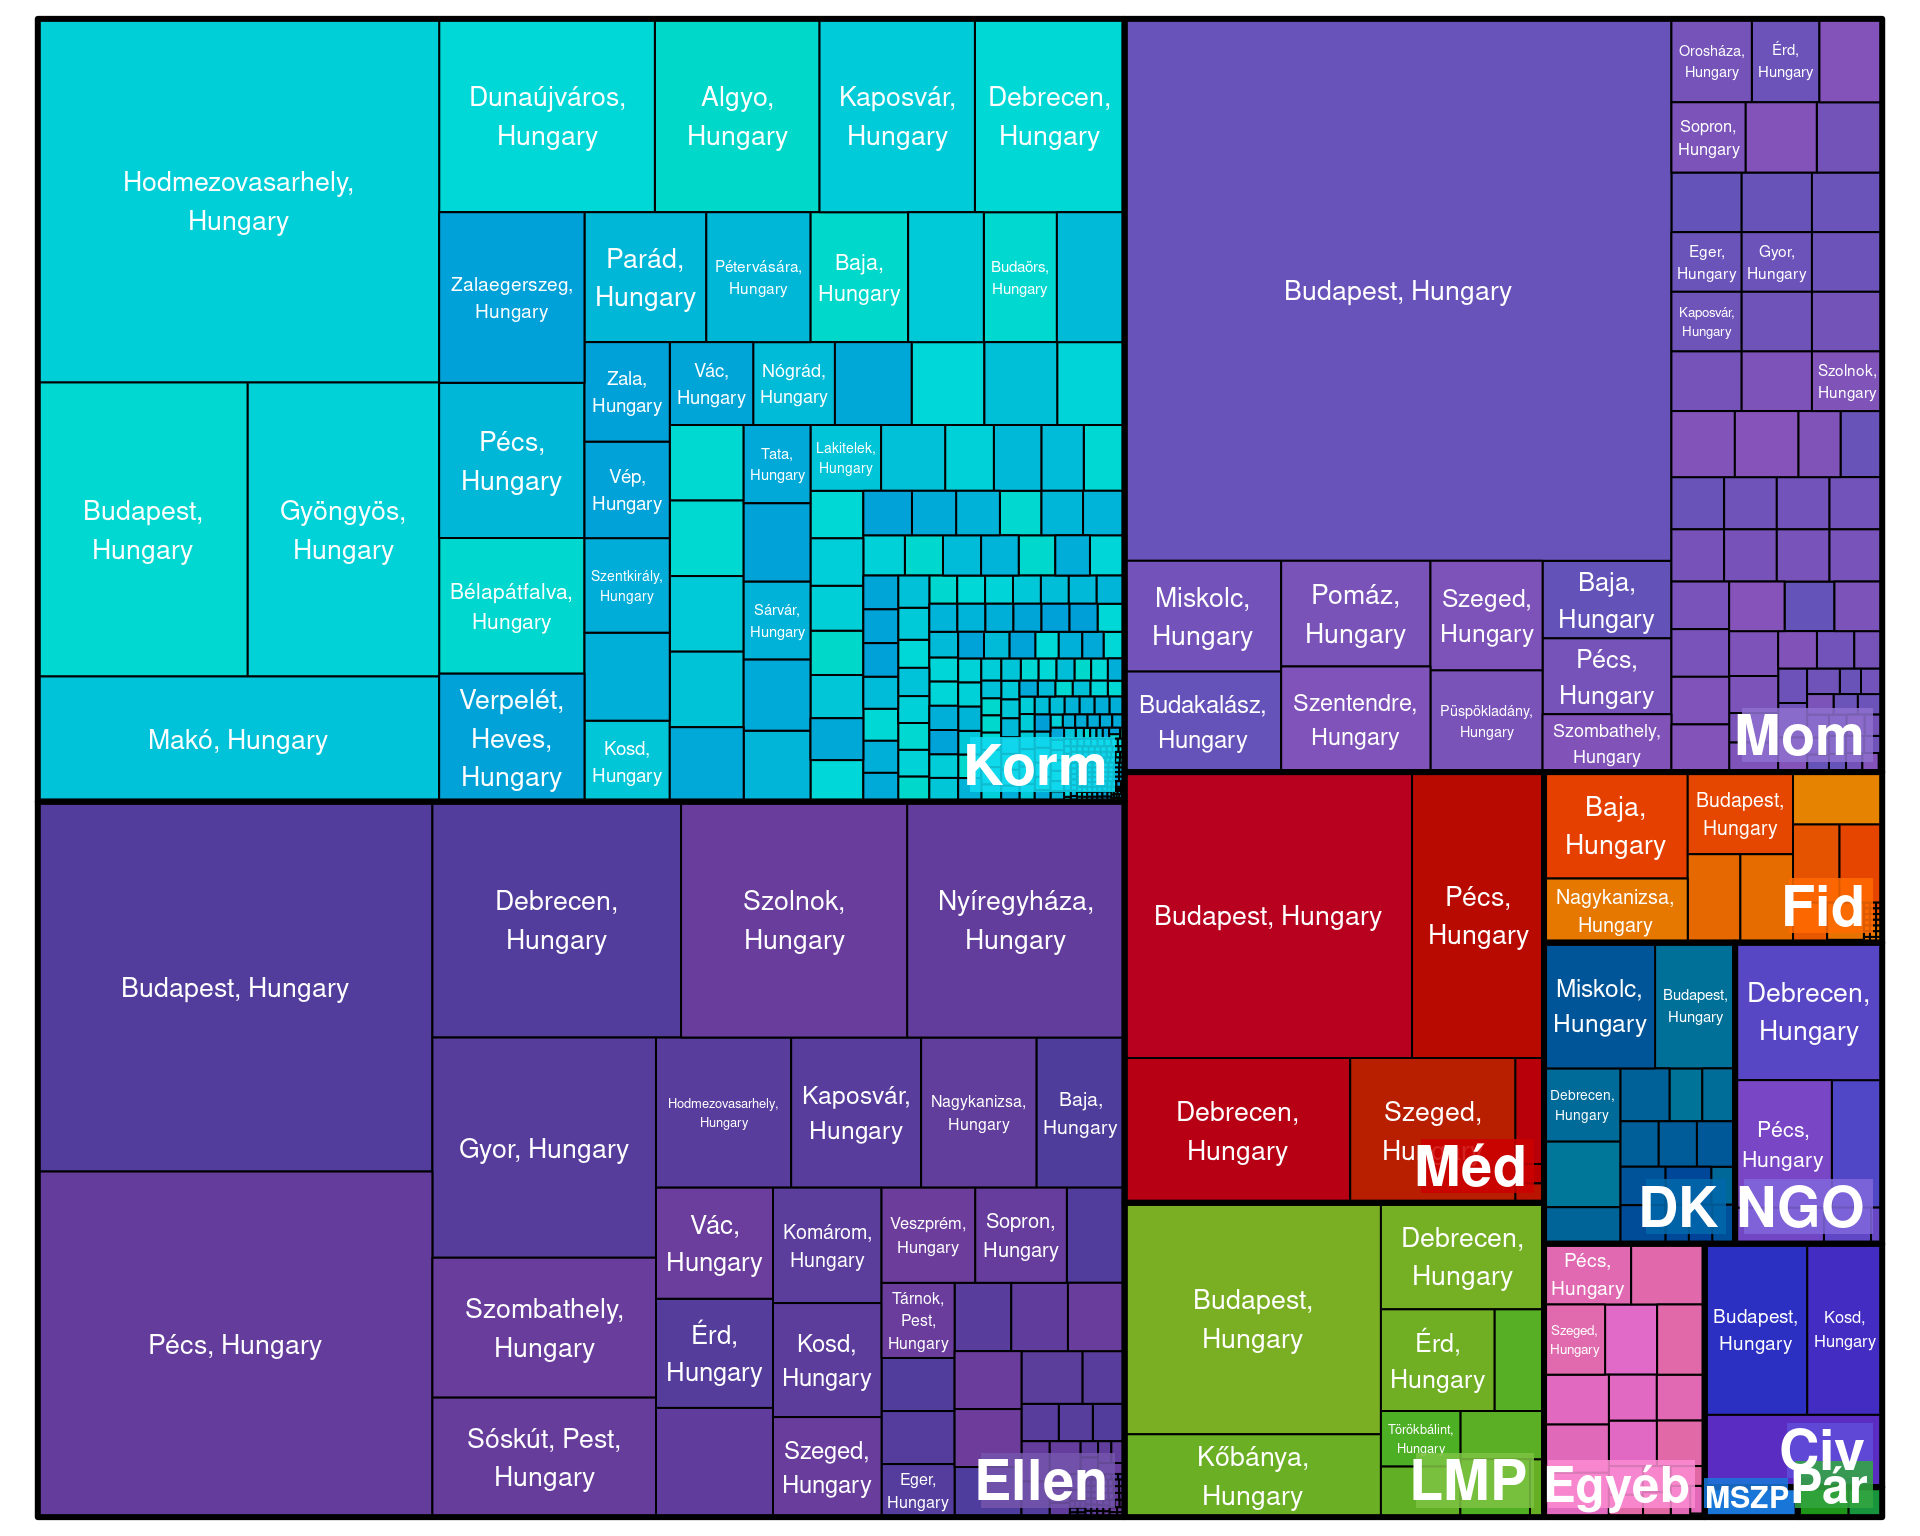 Hodmezovasarhely,
Hungary
Dunaújváros,
Hungary
Algyo,
Hungary
Kaposvár,
Hungary
Debrecen,
Hungary
Zalaegerszeg,
Hungary
Parád,
Hungary
Pétervására,
Hungary
Baja,
Hungary
Budaörs,
Hungary
Zala,
Hungary
Vác,
Hungary
Nógrád,
Hungary
Budapest,
Hungary
Gyöngyös,
Hungary
Pécs,
Hungary
Vép,
Hungary
Tata,
Hungary
Lakitelek,
Hungary
Bélapátfalva,
Hungary
Szentkirály,
Hungary
Sárvár,
Hungary
Makó, Hungary
Verpelét,
Heves,
Hungary
Kosd,
Hungary
Korm
Budapest, Hungary
Orosháza,
Hungary
Érd,
Hungary
Sopron,
Hungary
Eger,
Hungary
Gyor,
Hungary
Kaposvár,
Hungary
Szolnok,
Hungary
Miskolc,
Hungary
Pomáz,
Hungary
Szeged,
Hungary
Baja,
Hungary
Pécs,
Hungary
Budakalász,
Hungary
Szentendre,
Hungary
Püspökladány,
Hungary
Szombathely,
Hungary
Mom
Budapest, Hungary
Debrecen,
Hungary
Szolnok,
Hungary
Nyíregyháza,
Hungary
Gyor, Hungary
Hodmezovasarhely,
Hungary
Kaposvár,
Hungary
Nagykanizsa,
Hungary
Baja,
Hungary
Pécs, Hungary
Szombathely,
Hungary
Sóskút, Pest,
Hungary
Vác,
Hungary
Komárom,
Hungary
Veszprém,
Hungary
Sopron,
Hungary
Érd,
Hungary
Kosd,
Hungary
Tárnok,
Pest,
Hungary
Szeged,
Hungary
Eger,
Hungary
Ellen
Budapest, Hungary
Pécs,
Hungary
Debrecen,
Hungary
Szeged,
Hungary
Méd
Baja,
Hungary
Budapest,
Hungary
Nagykanizsa,
Hungary
Fid
Miskolc,
Hungary
Budapest,
Hungary
Debrecen,
Hungary
DK
Debrecen,
Hungary
Pécs,
Hungary
NGO
Budapest,
Hungary
Debrecen,
Hungary
Érd,
Hungary
Törökbálint,
Hungary
Kőbánya,
Hungary
LMP
Pécs,
Hungary
Szeged,
Hungary
Egyéb
Budapest,
Hungary
Kosd,
Hungary
Civ
MSZP
Pár